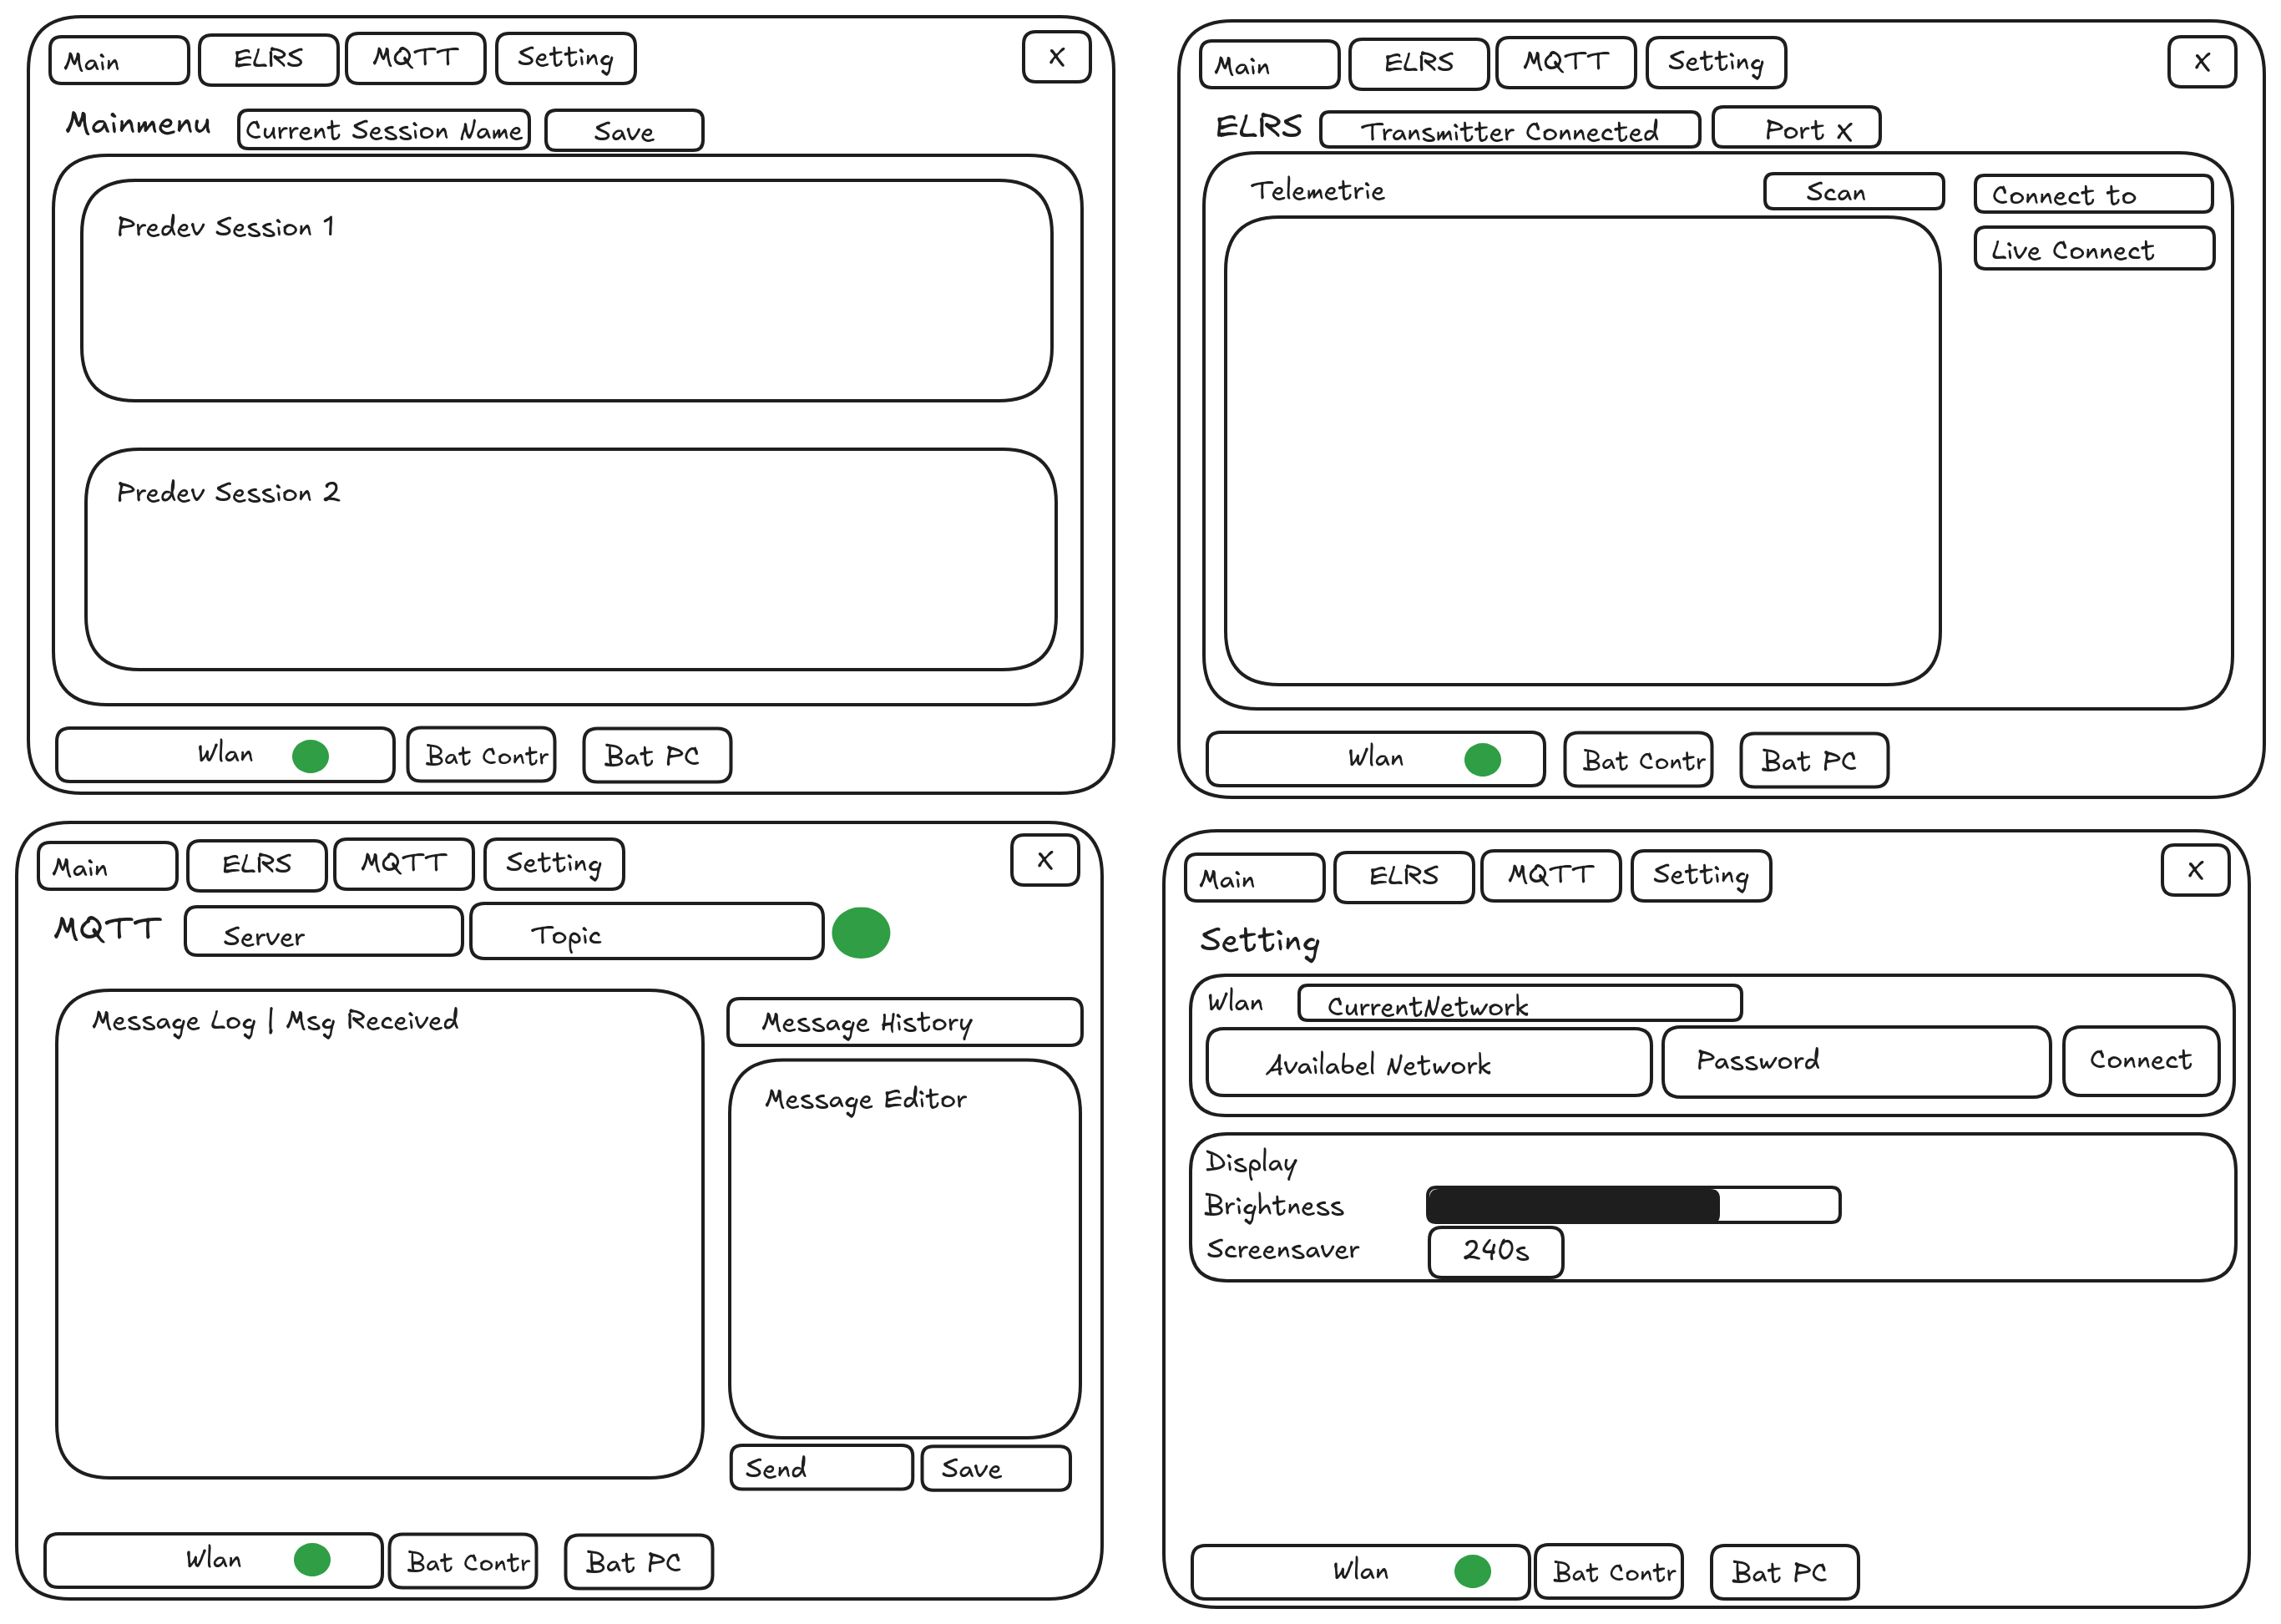 Main ELRS MQTT Setting X
Mainmenu Current Session Name Save
Predev Session 1
Predev Session 2
Wlan Bat Contr Bat PC
Main ELRS MQTT Setting X
ELRS Transmitter Connected Port X
Telemetrie Scan Connect to
Live Connect
Wlan Bat Contr Bat PC
Main ELRS MQTT Setting X
MQTT Server Topic
Message Log | Msg Received
Message History
Message Editor
Send Save
Wlan Bat Contr Bat PC
Main ELRS MQTT Setting X
Setting
Wlan CurrentNetwork
Availabel Network Password Connect
Display
Brightness
Screensaver 240s
Wlan Bat Contr Bat PC